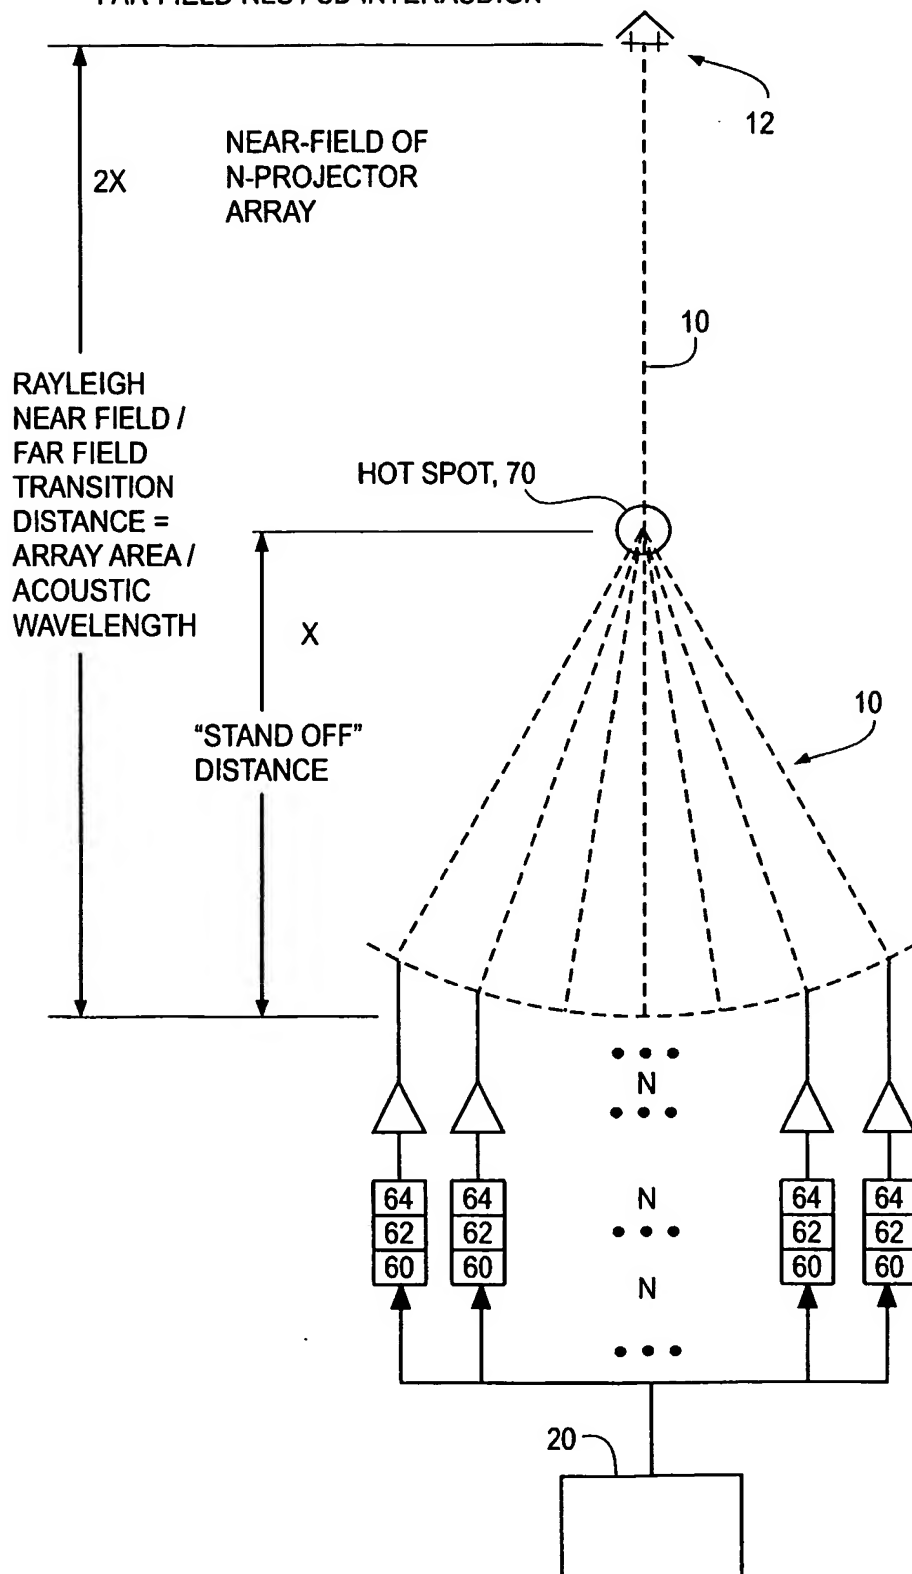 12
NEAR-FIELD OF
N-PROJECTOR
ARRAY
2X
10
RAYLEIGH
NEAR FIELD /
FAR FIELD
TRANSITION
DISTANCE =
ARRAY AREA /
ACOUSTIC
WAVELENGTH
HOT SPOT, 70
X
10
"STAND OFF"
DISTANCE
N
64 64 N 64 64
62 62 62 62
60 60 N 60 60
20